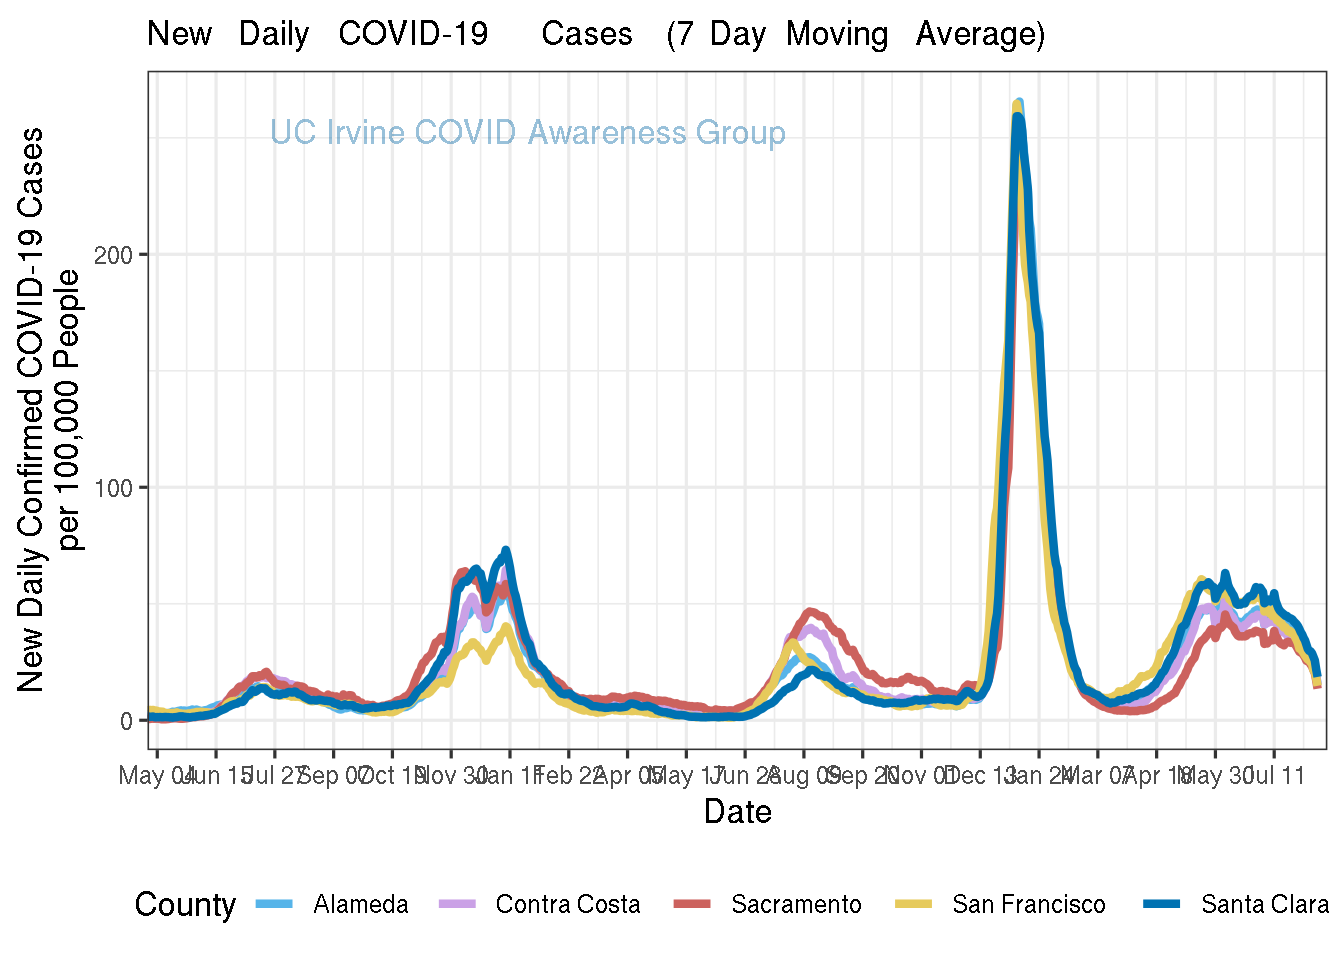 New Daily COVID-19 Cases (7 Day Moving Average)
UC Irvine COVID Awareness Group
New Daily Confirmed COVID-19 Cases
per 100,000 People
200
100
0
May 04 Jun 15 Jul 27 Sep 07 Oct 19 Nov 30 Jan 11 Feb 22 Apr 05 May 17 Jun 28 Aug 09 Sep 20 Nov 01 Dec 13 Jan 24 Mar 07 Apr 18 May 30 Jul 11
Date
County Alameda Contra Costa Sacramento San Francisco Santa Clara